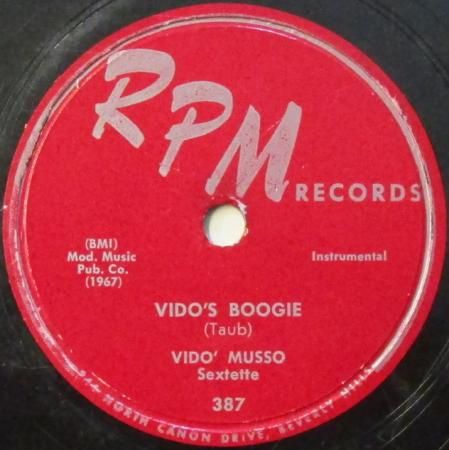 RPM
RECORDS
(BMI)
Mod. Music
Pub. Co.
(1967)
Instrumental
VIDO'S BOOGIE
(Taub)
VIDO' MUSSO
Sextette
387
NORTH CANON DRIVE, BEVERLY HILLS